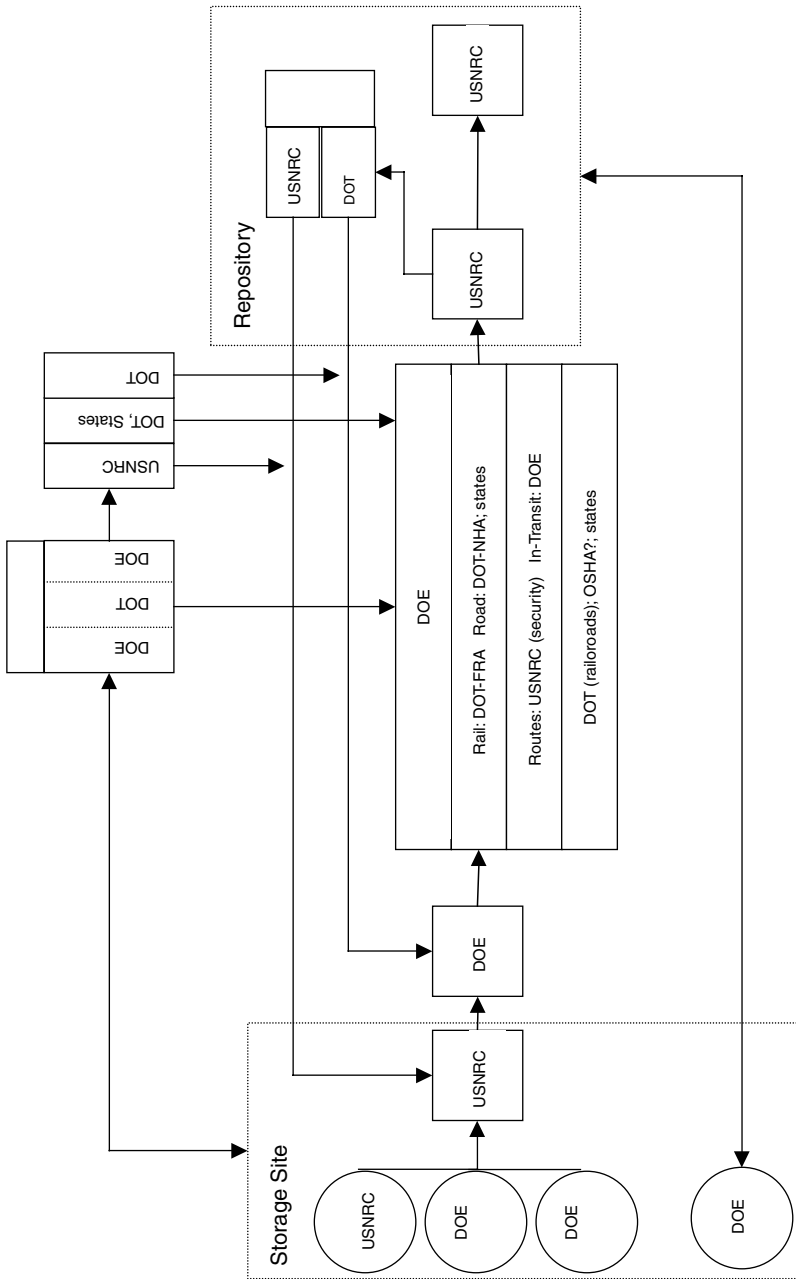 Storage Site
USNRC
DOE
DOE
DOE
USNRC
DOE
DOE
Rail: DOT-FRA Road: DOT-NHA; states
Routes: USNRC (security) In-Transit: DOE
DOT (railoroads); OSHA?; states
DOE
DOT
DOE
USNRC
DOT, States
DOT
Repository
USNRC
DOT
USNRC
USNRC